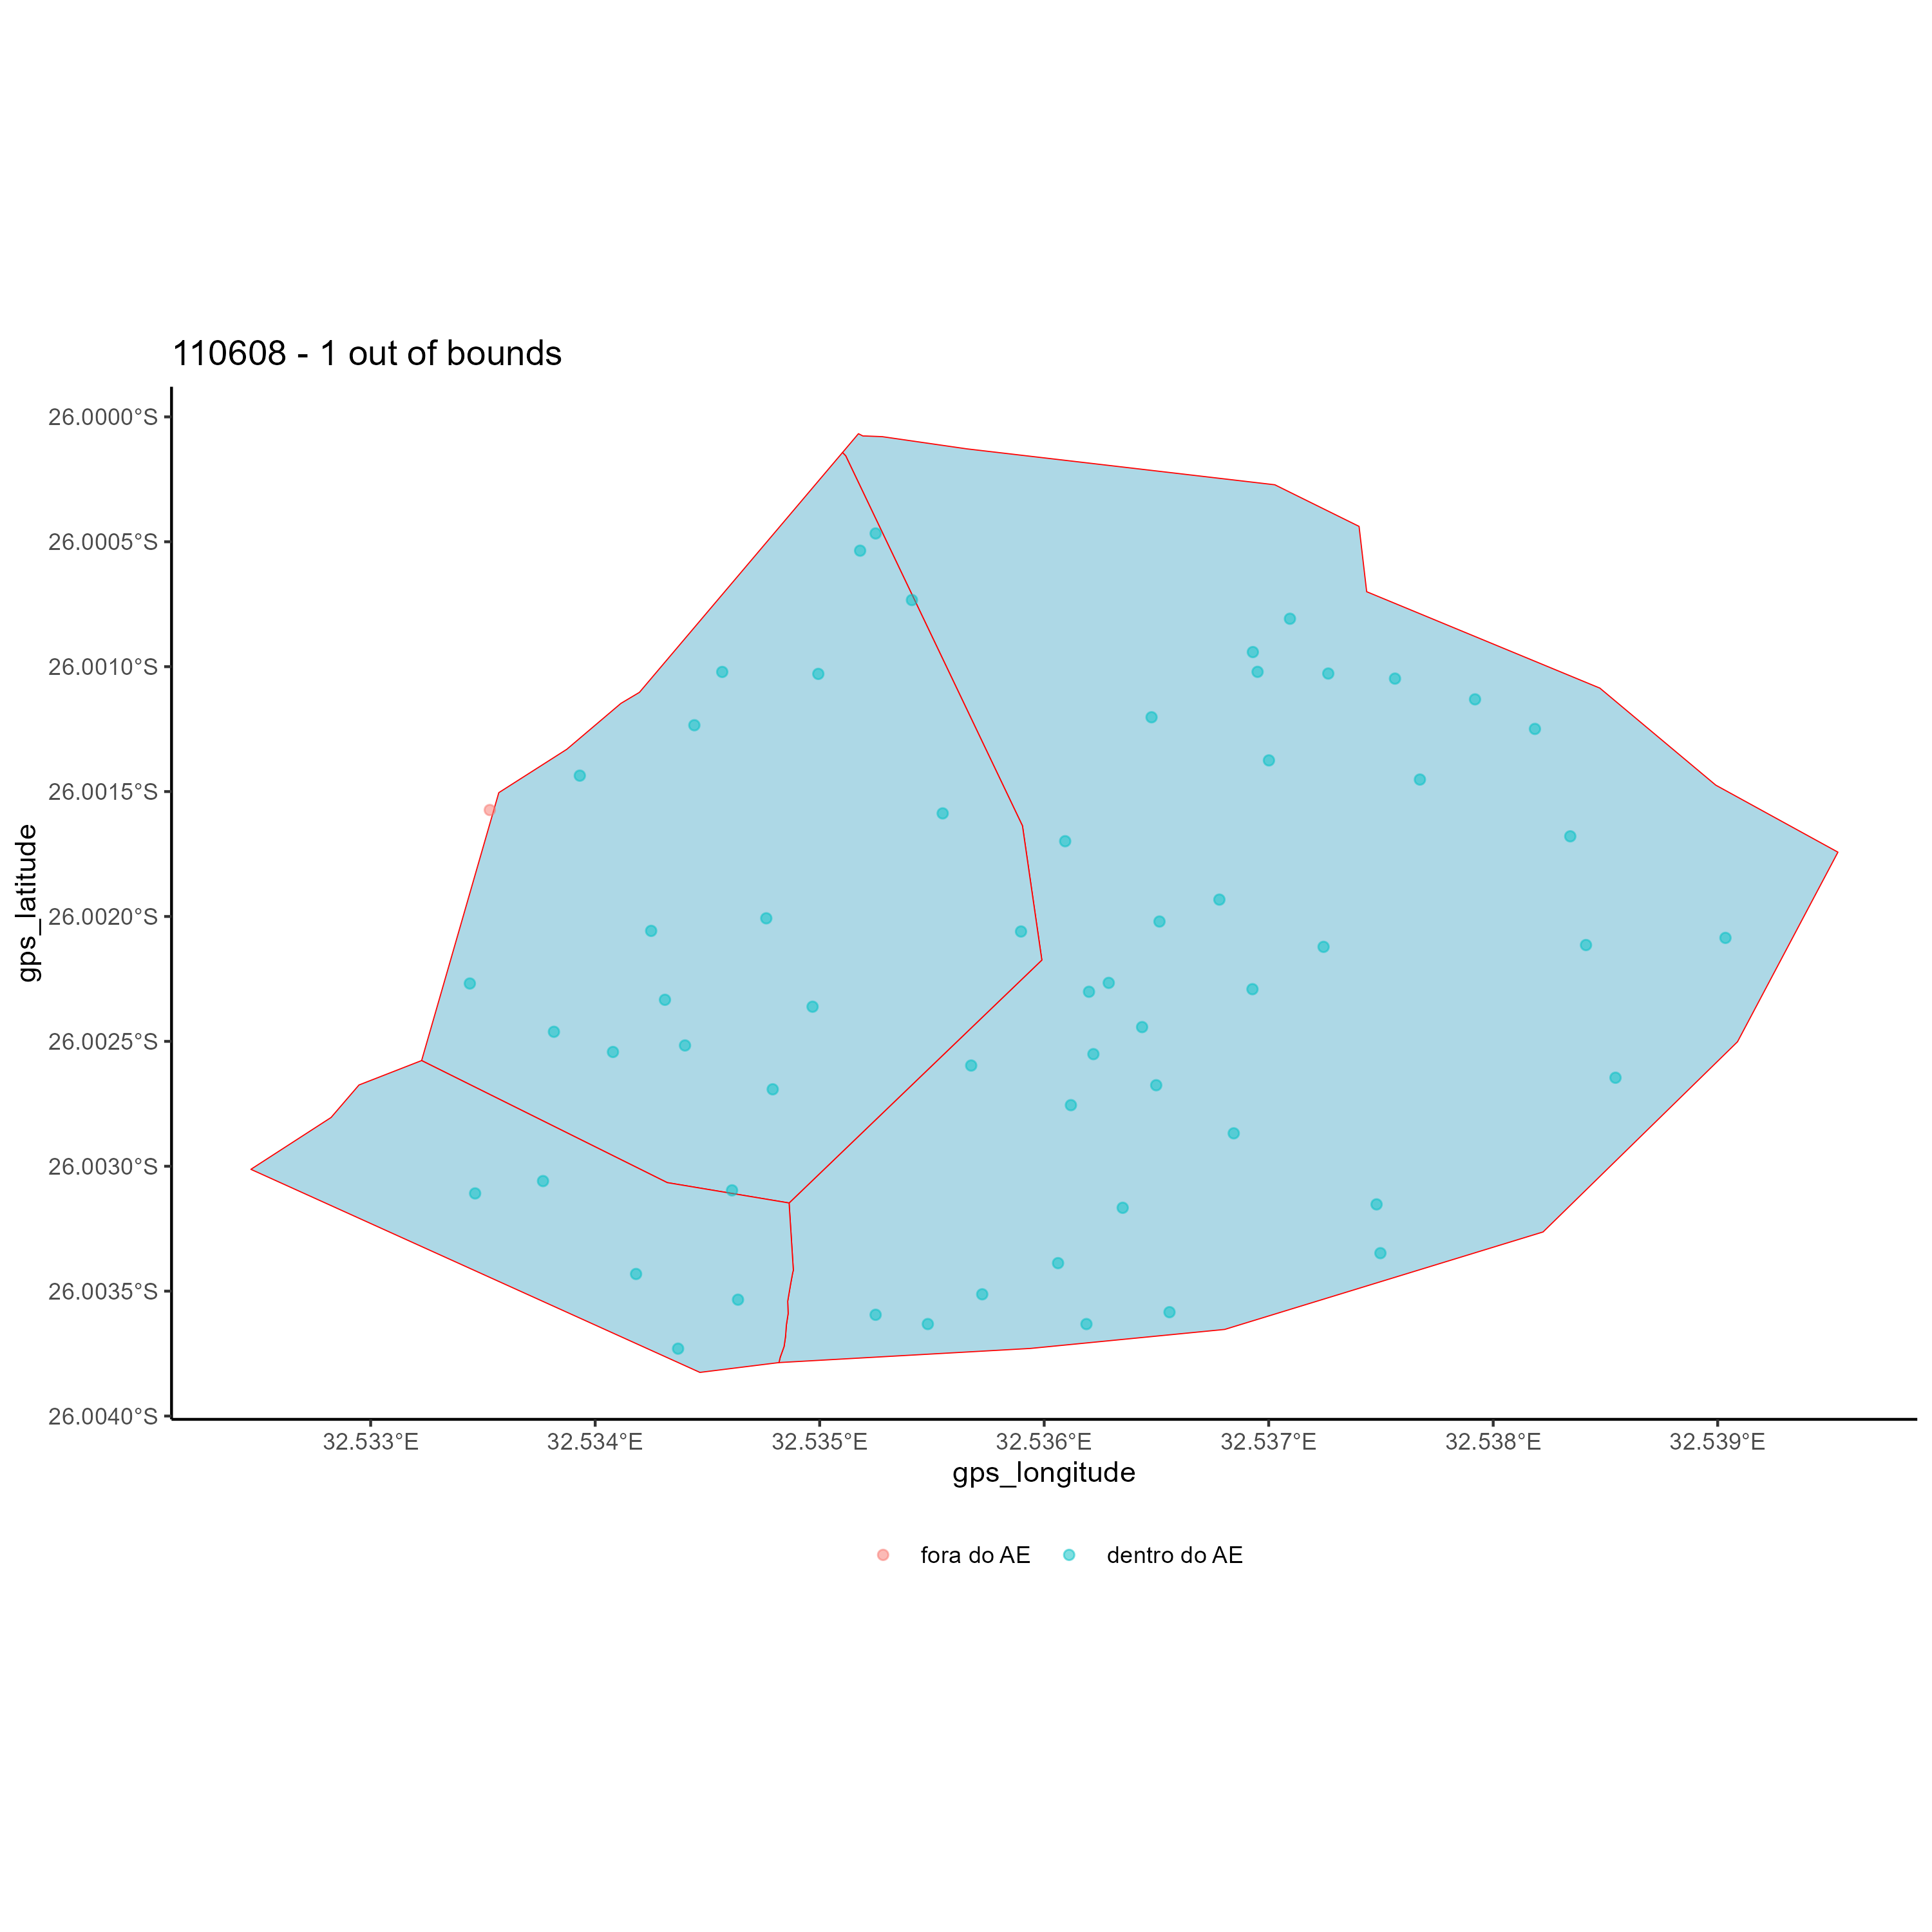 110608 - 1 out of bounds
26.0000°S
26.0005°S
26.0010°S
26.0015°S
26.0020°S
26.0025°S
26.0030°S
26.0035°S
26.0040°S
gps_latitude
32.533°E 32.534°E 32.535°E 32.536°E 32.537°E 32.538°E 32.539°E
gps_longitude
fora do AE dentro do AE